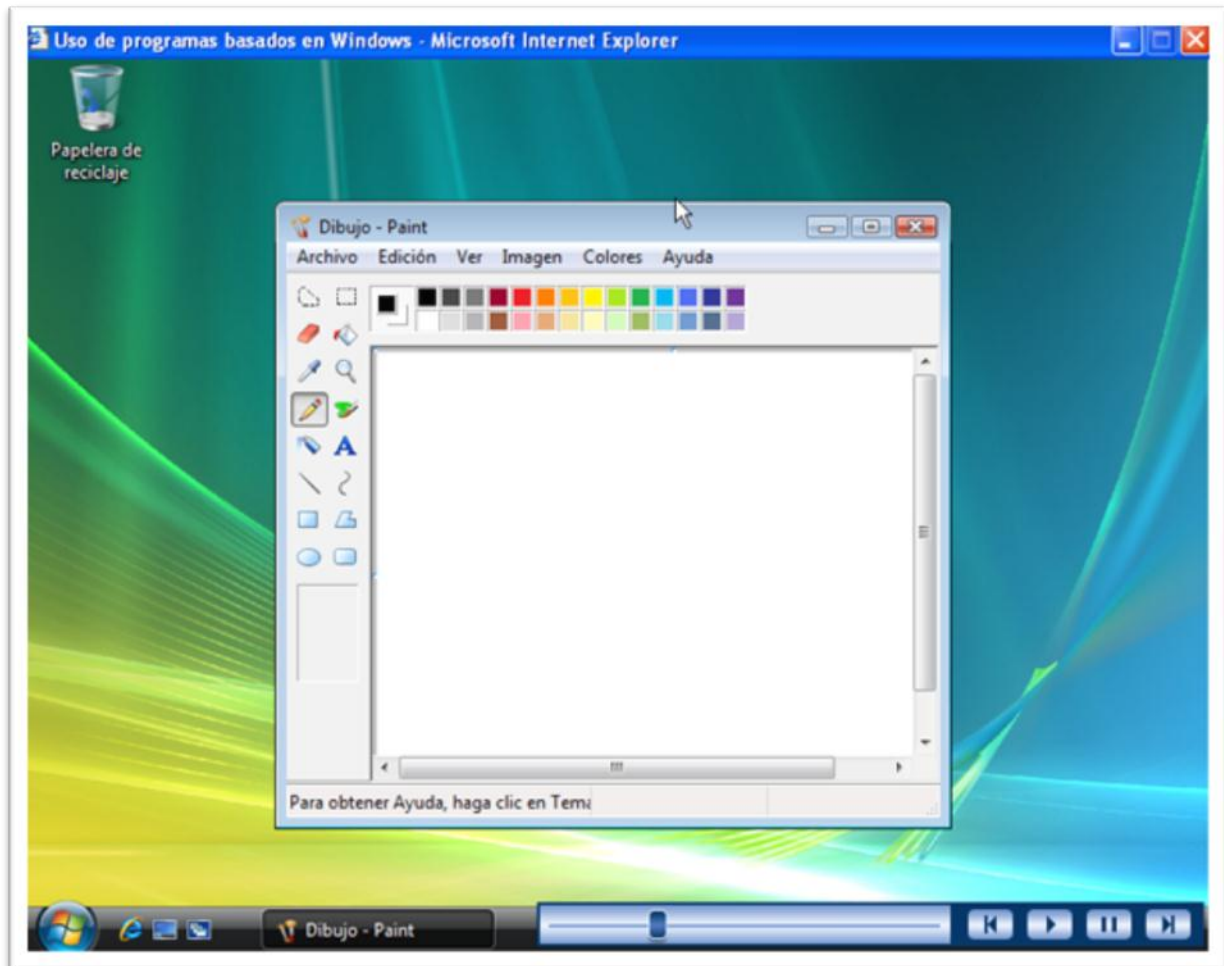 Uso de programas basados en Windows - Microsoft Internet Explorer
Papelera de
reciclaje
Dibujo - Paint
Archivo Edición Ver Imagen Colores Ayuda
Para obtener Ayuda, haga clic en Tema
Dibujo - Paint